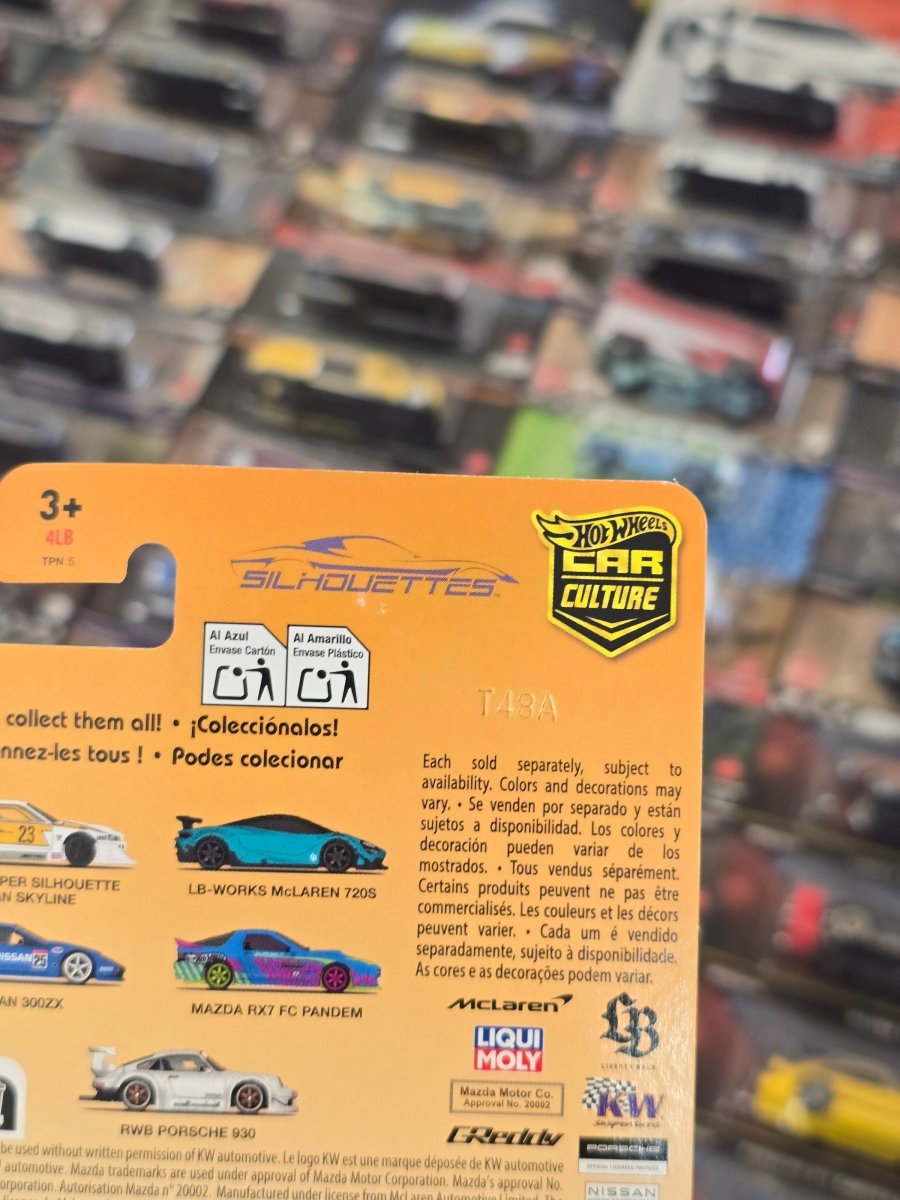 3+
4LB
TPN 5
SILHOUETTES™
HOT WHEELS
CAR
CULTURE
Al Azul
Envase Cartón
Al Amarillo
Envase Plástico
T48A
collect them all! • ¡Colecciónalos!
nnez-les tous ! • Podes colecionar
Each sold separately, subject to
availability. Colors and decorations may
vary. • Se venden por separado y están
sujetos a disponibilidad. Los colores y
decoración pueden variar de los
mostrados. • Tous vendus séparément.
Certains produits peuvent ne pas être
commercialisés. Les couleurs et les décors
peuvent varier. • Cada um é vendido
separadamente, sujeito à disponibilidade.
As cores e as decorações podem variar.
23
PER SILHOUETTE
AN SKYLINE
LB-WORKS McLAREN 720S
NISSAN 25
AN 300ZX
MAZDA RX7 FC PANDEM
RWB PORSCHE 930
McLaren
LB
LIBERTY WALK
LIQUI
MOLY
Mazda Motor Co.
Approval No. 20002
KW
suspensions
GReddy
PORSCHE
OFFICIAL LICENSED PRODUCT
NISSAN
be used without written permission of KW automotive. Le logo KW est une marque déposée de KW automotive
automotive. Mazda trademarks are used under approval of Mazda Motor Corporation. Mazda's approval No.
orporation. Autorisation Mazda n° 20002. Manufactured under license from McLaren Automotive Limited. The